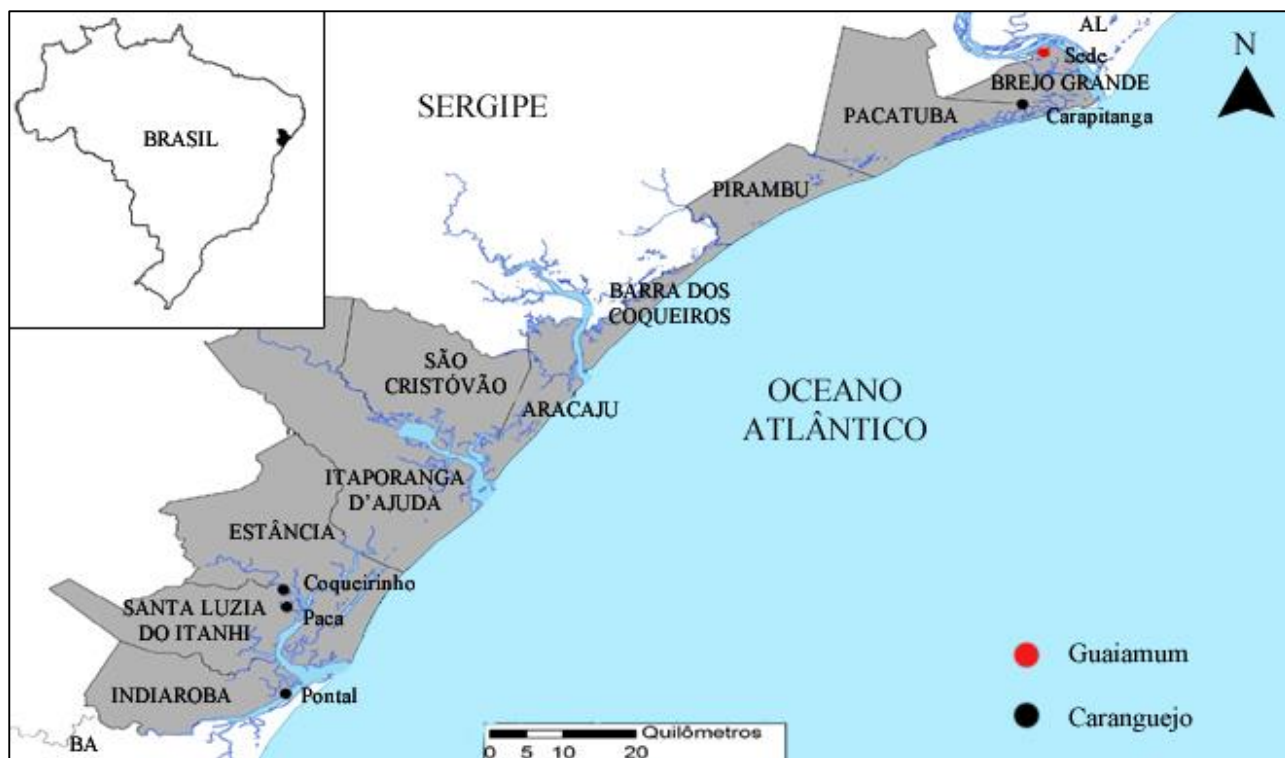 AL
N
Sede
BREJO GRANDE
SERGIPE
PACATUBA
Carapitanga
BRASIL
PIRAMBU
BARRA DOS
COQUEIROS
SÃO
CRISTÓVÃO
OCEANO
ATLÂNTICO
ARACAJU
ITAPORANGA
D'AJUDA
ESTÂNCIA
Coqueirinho
SANTA LUZIA
DO ITANHI
Paca
Guaiamum
INDIAROBA
Pontal
Caranguejo
BA
Quilômetros
0 5 10 20